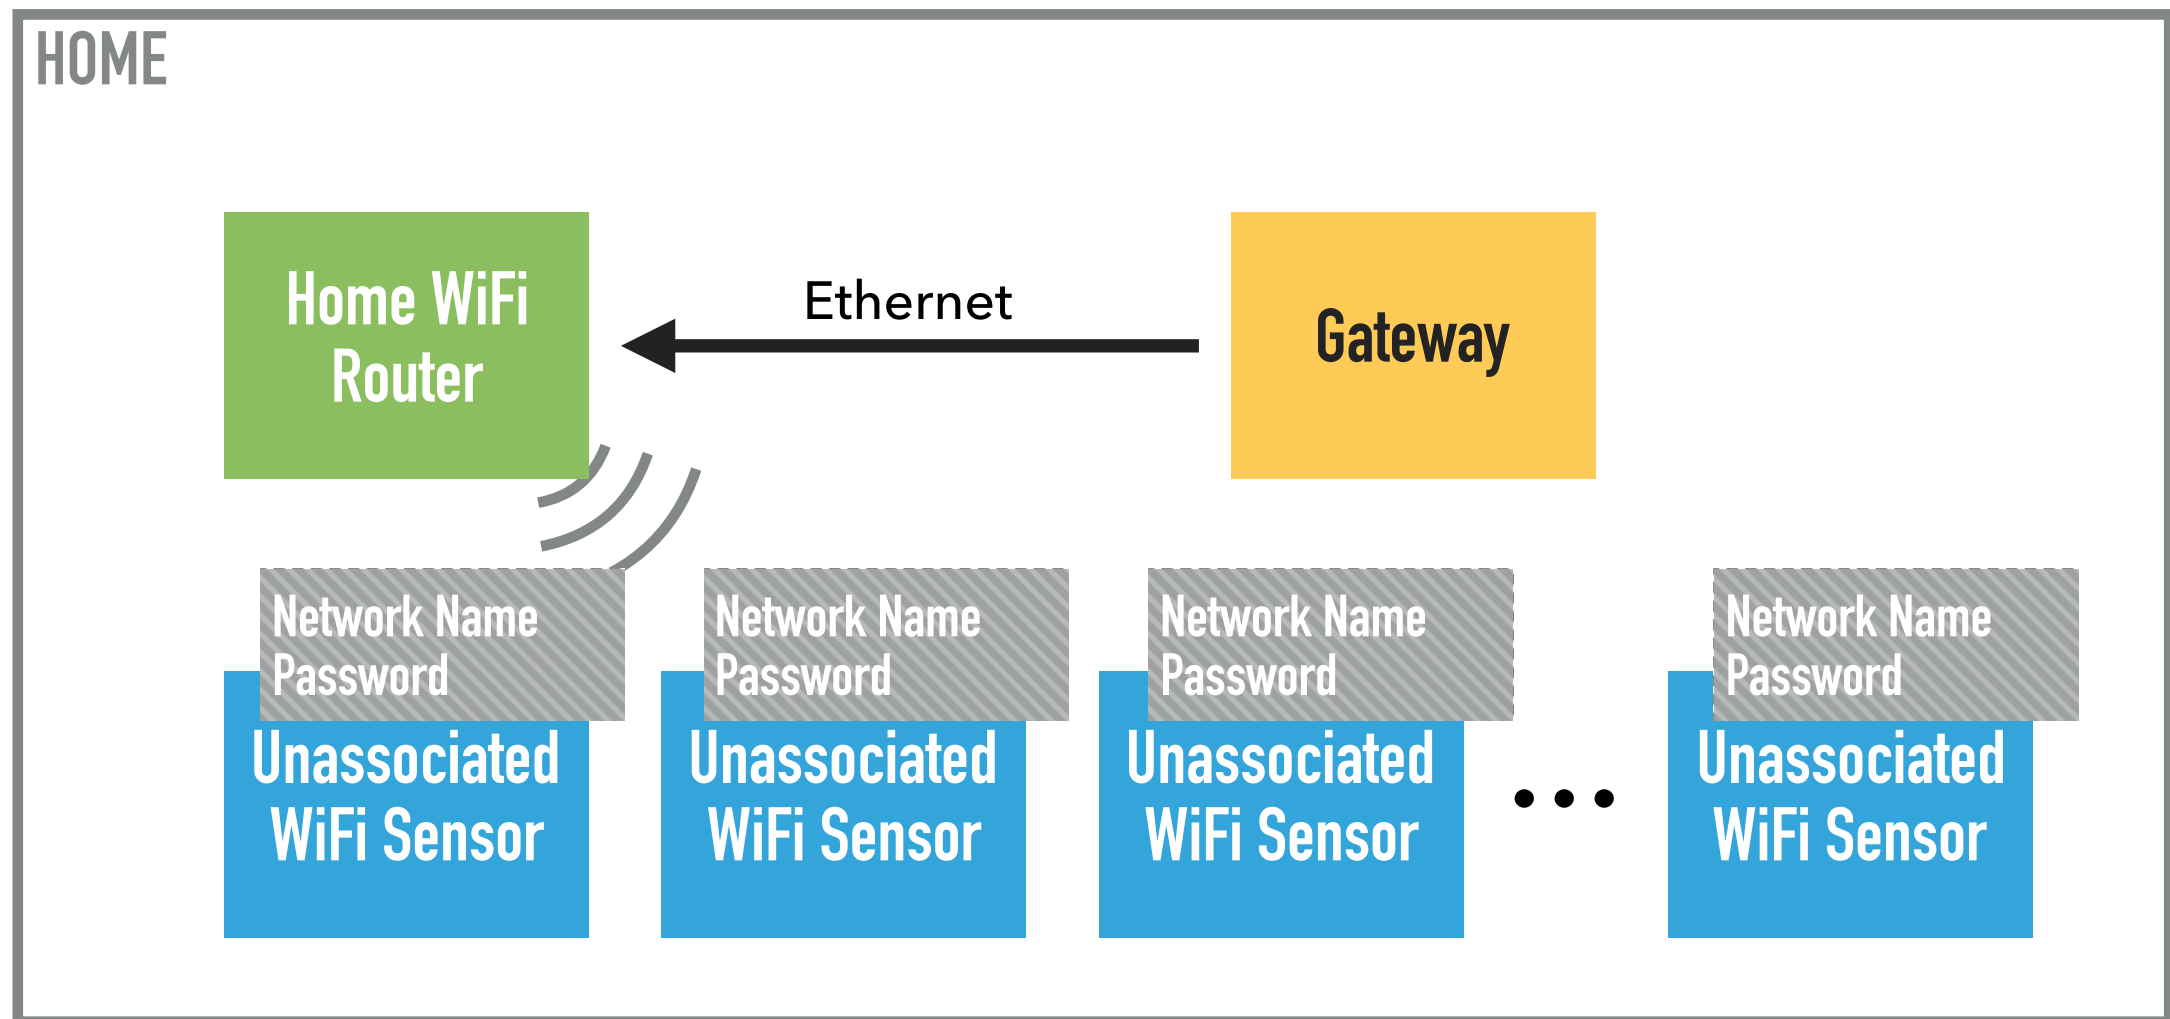 HOME
Home WiFi
Router
Ethernet
Gateway
Network Name
Password
Unassociated
WiFi Sensor
Network Name
Password
Unassociated
WiFi Sensor
Network Name
Password
Unassociated
WiFi Sensor
...
Network Name
Password
Unassociated
WiFi Sensor